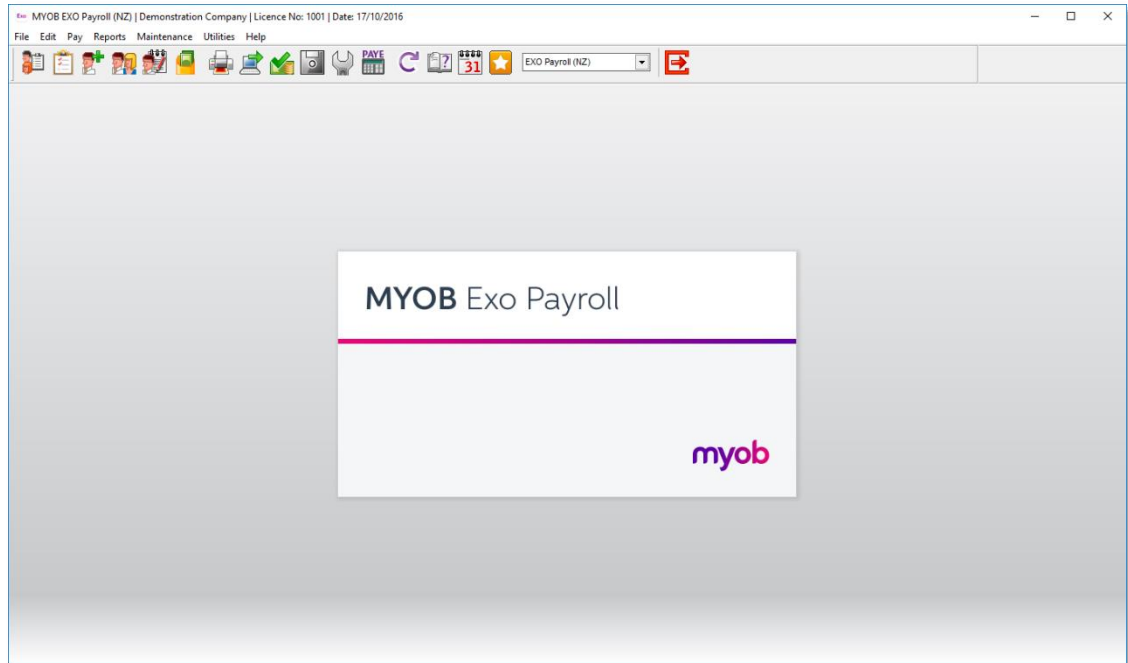 Exo MYOB EXO Payroll (NZ) | Demonstration Company | Licence No: 1001 | Date: 17/10/2016
File Edit Pay Reports Maintenance Utilities Help
PAYE ? 31 EXO Payroll (NZ)
MYOB Exo Payroll
myob